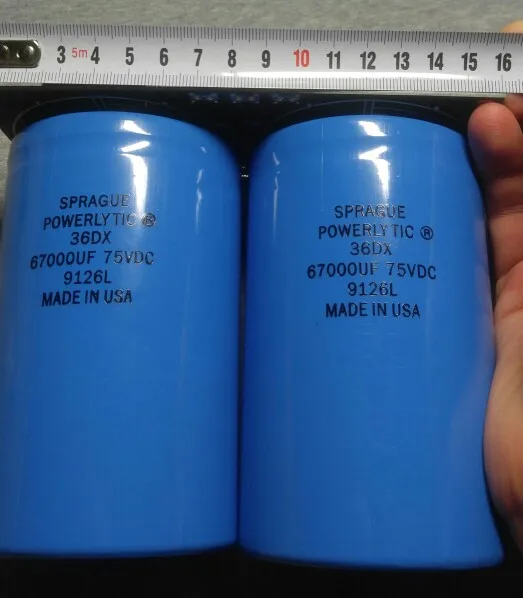 3 5m 4 5 6 7 8 9 10 11 12 13 14 15 16
SPRAGUE
POWERLYTIC ®
36DX
67000UF 75VDC
9126L
MADE IN USA
SPRAGUE
POWERLYTIC ®
36DX
67000UF 75VDC
9126L
MADE IN USA